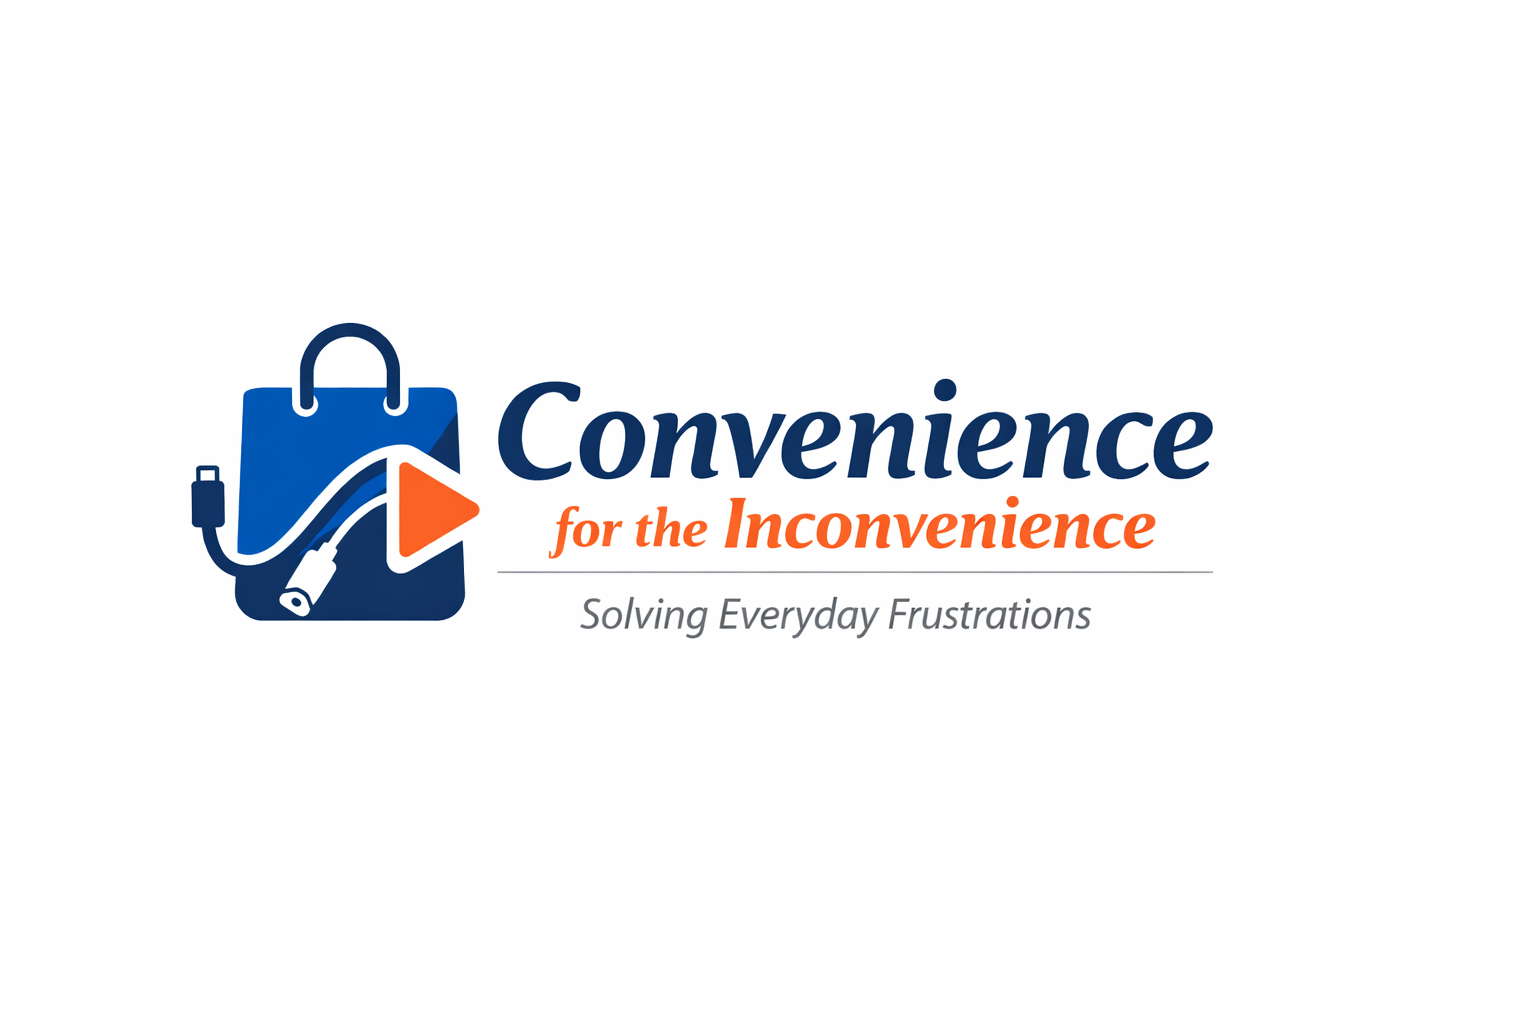 Convenience
for the Inconvenience
Solving Everyday Frustrations